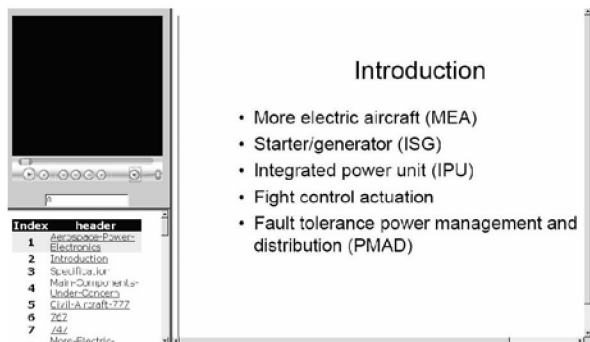 Introduction
• More electric aircraft (MEA)
• Starter/generator (ISG)
• Integrated power unit (IPU)
• Fight control actuation
• Fault tolerance power management and
distribution (PMAD)
Index header
1 Aerospace-Power-
Electronics
2 Introduction
3 Specification
4 Main-Components-
Under-Concern
5 Civil-Aircraft-777
6 767
7 747
More-Electric-